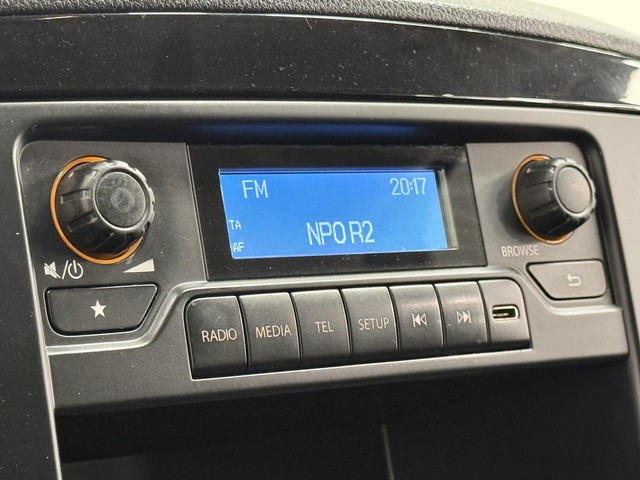 FM 20:17
TA
NPO R2
AF
BROWSE
RADIO MEDIA TEL SETUP